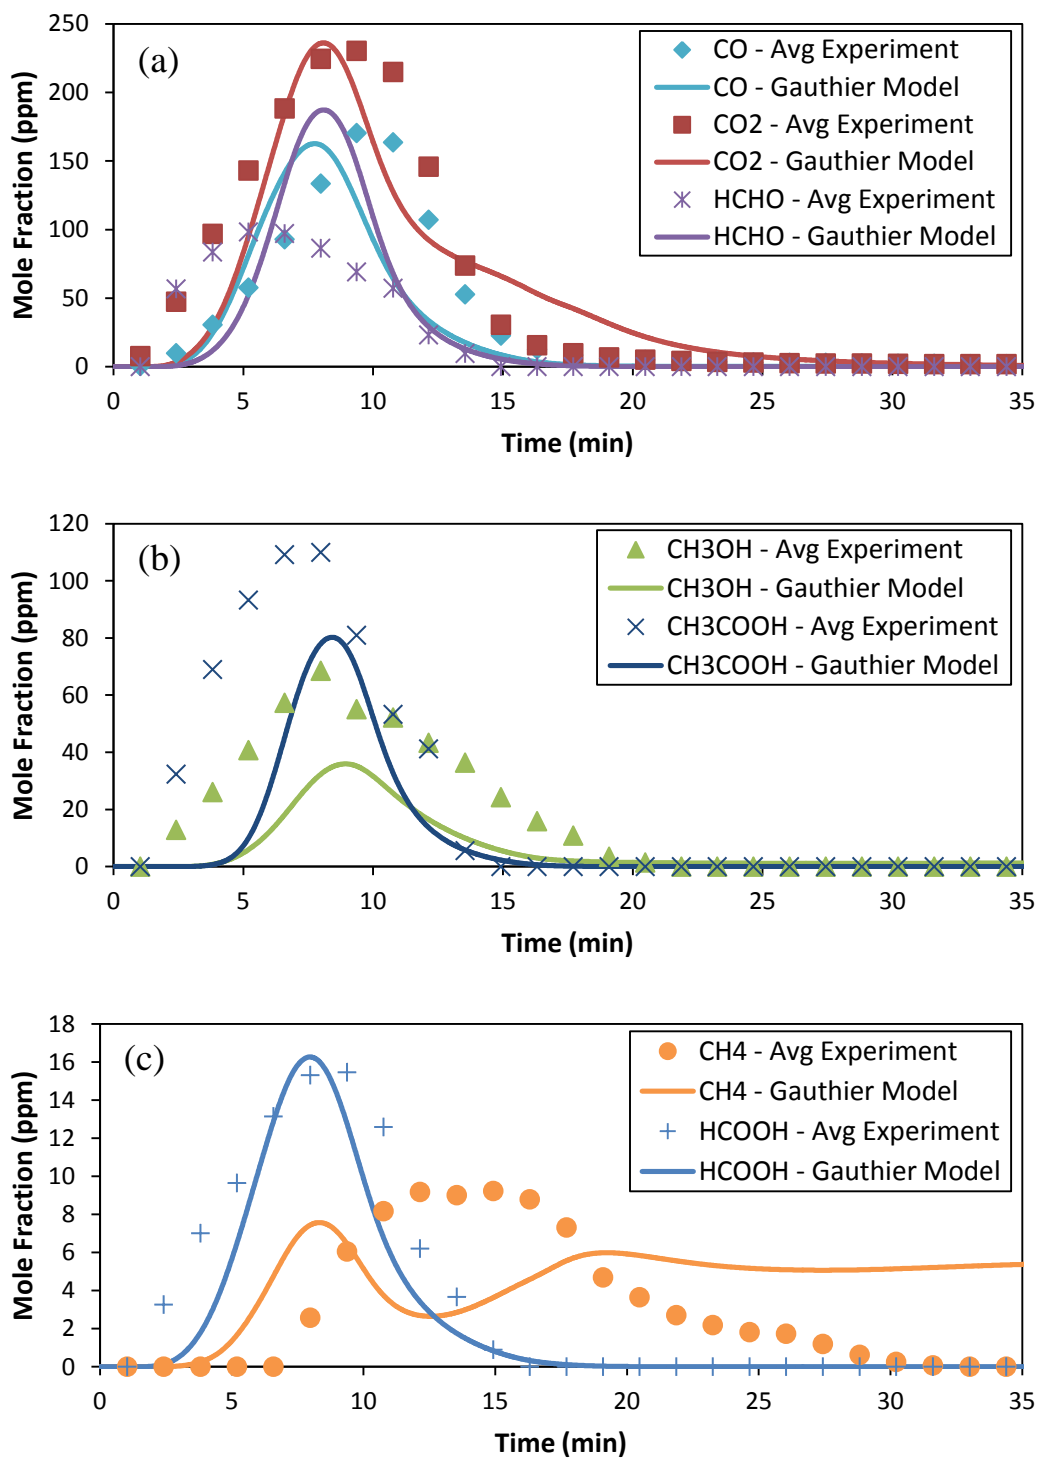 (a)
250
200
150
100
50
0
Mole Fraction (ppm)
CO - Avg Experiment
CO - Gauthier Model
CO2 - Avg Experiment
CO2 - Gauthier Model
HCHO - Avg Experiment
HCHO - Gauthier Model
0 5 10 15 20 25 30 35
Time (min)
(b)
120
100
80
60
40
20
0
Mole Fraction (ppm)
CH3OH - Avg Experiment
CH3OH - Gauthier Model
CH3COOH - Avg Experiment
CH3COOH - Gauthier Model
0 5 10 15 20 25 30 35
Time (min)
(c)
18
16
14
12
10
8
6
4
2
0
Mole Fraction (ppm)
CH4 - Avg Experiment
CH4 - Gauthier Model
HCOOH - Avg Experiment
HCOOH - Gauthier Model
0 5 10 15 20 25 30 35
Time (min)